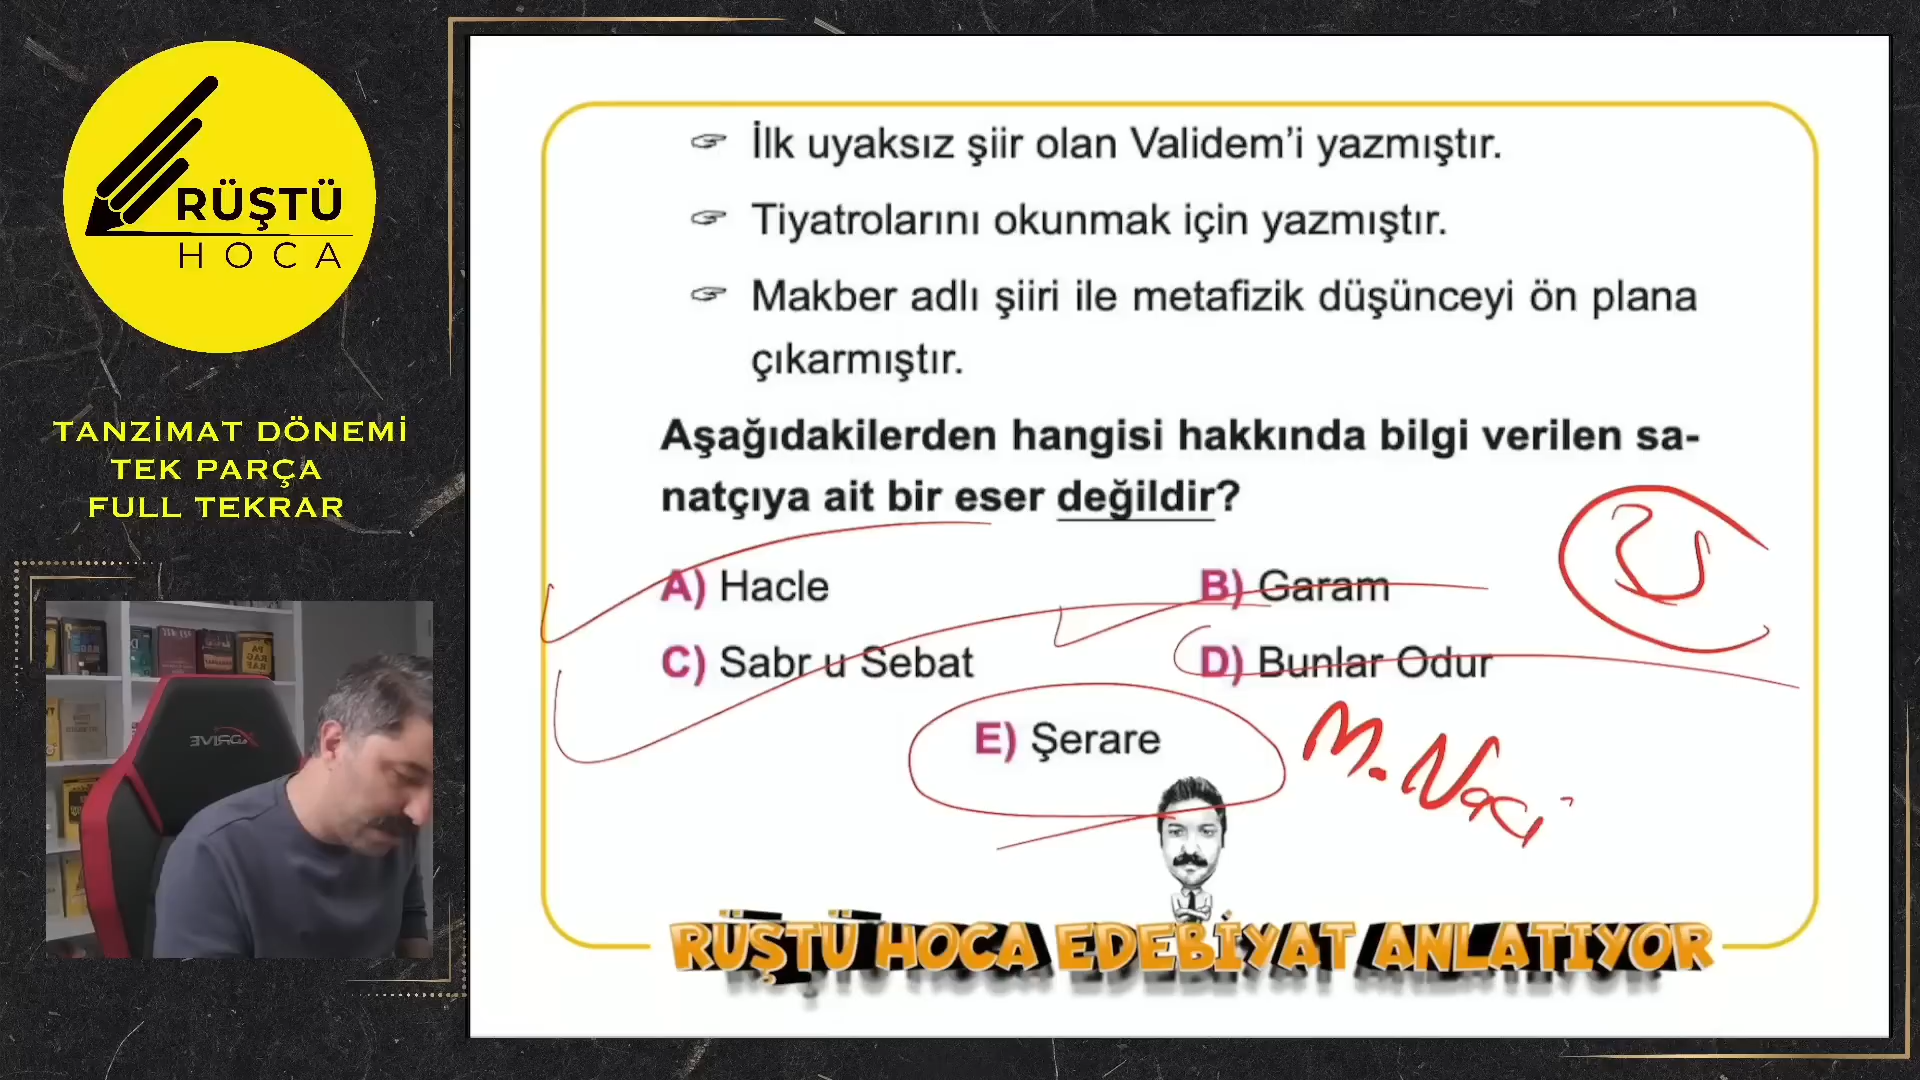 RÜŞTÜ
HOCA
TANZİMAT DÖNEMİ
TEK PARÇA
FULL TEKRAR
☞ İlk uyaksız şiir olan Validem’i yazmıştır.
☞ Tiyatrolarını okunmak için yazmıştır.
☞ Makber adlı şiiri ile metafizik düşünceyi ön plana
çıkarmıştır.
Aşağıdakilerden hangisi hakkında bilgi verilen sa-
natçıya ait bir eser değildir?
A) Hacle
B) Garam
C) Sabr u Sebat
D) Bunlar Odur
E) Şerare
M. Naci
RÜŞTÜ HOCA EDEBİYAT ANLATIYOR